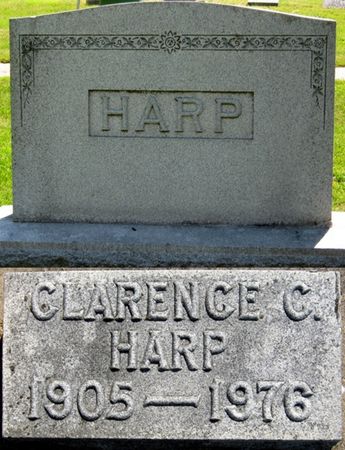 HARP
CLARENCE C.
HARP
1905 — 1976